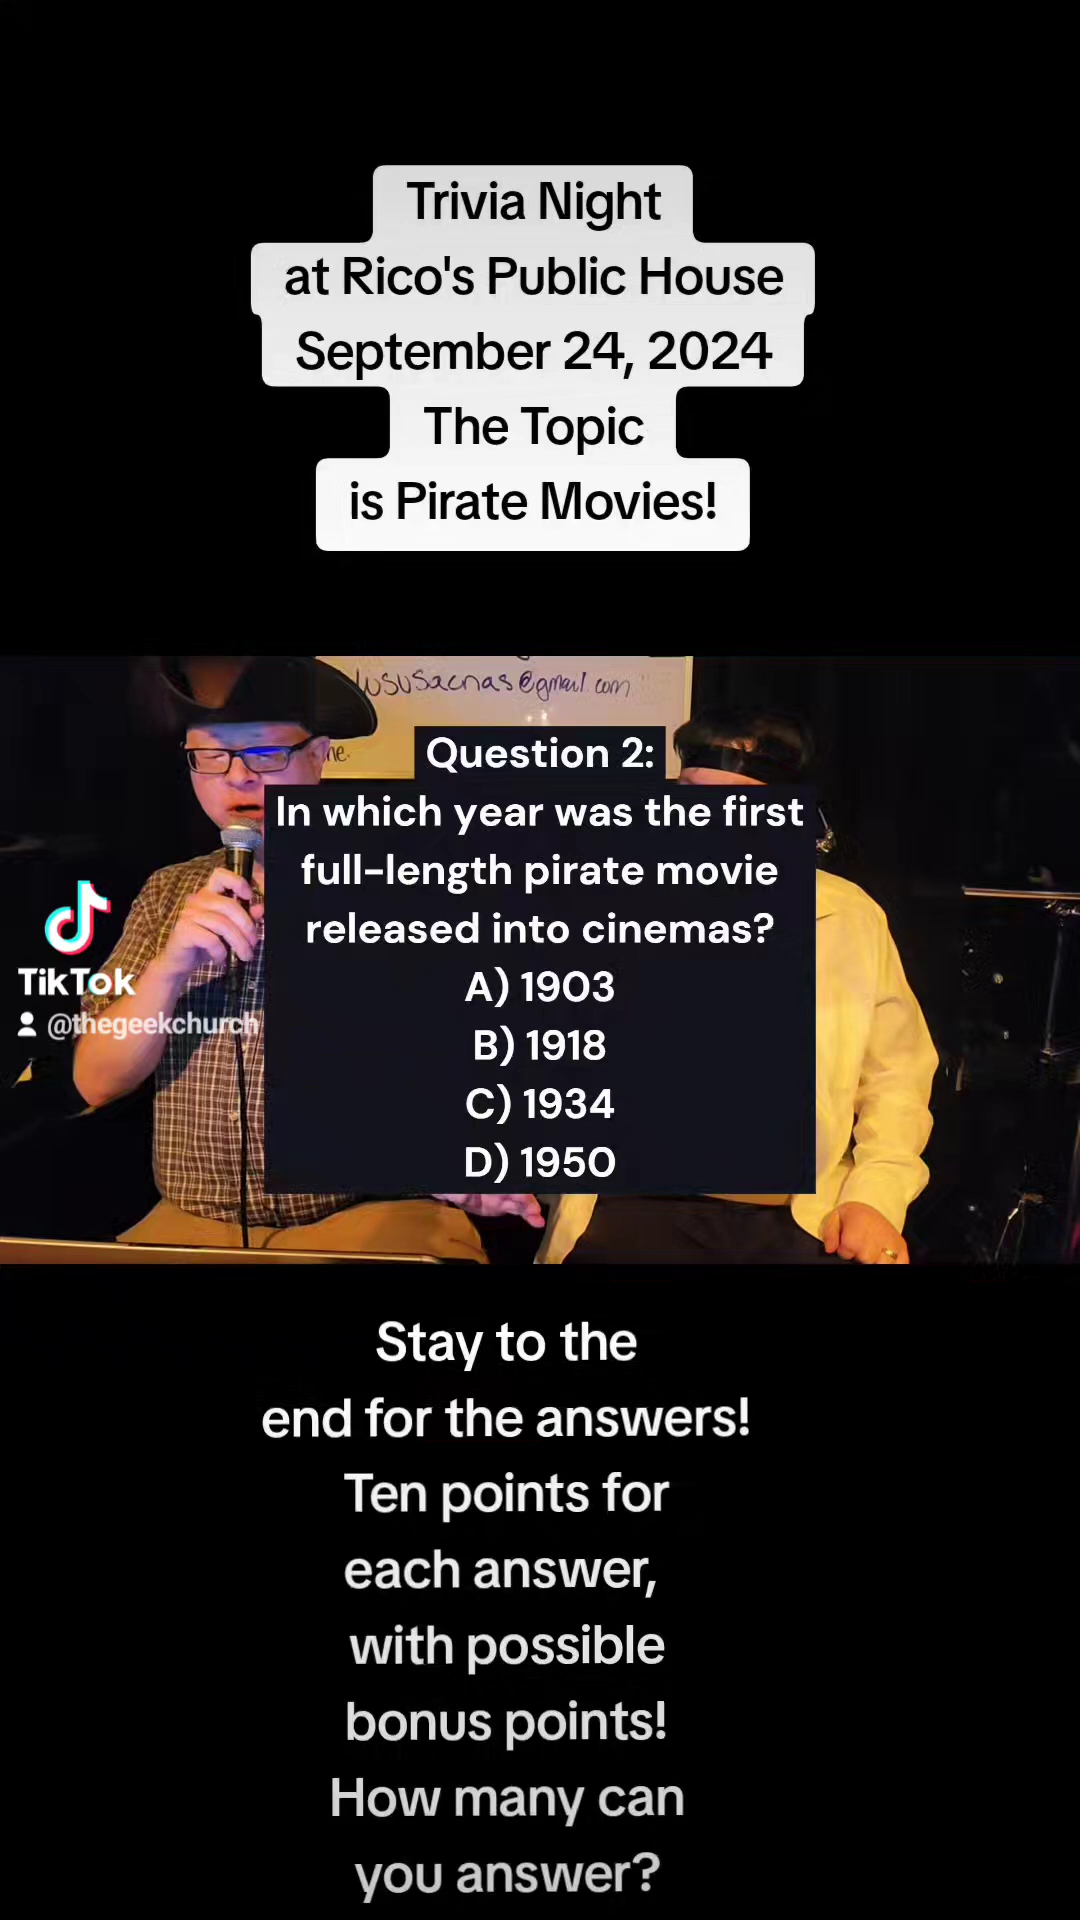 Trivia Night
at Rico's Public House
September 24, 2024
The Topic
is Pirate Movies!
@gmail.com
Question 2:
In which year was the first
full-length pirate movie
released into cinemas?
A) 1903
B) 1918
C) 1934
D) 1950
TikTok
@thegeekchurch
Stay to the
end for the answers!
Ten points for
each answer,
with possible
bonus points!
How many can
you answer?